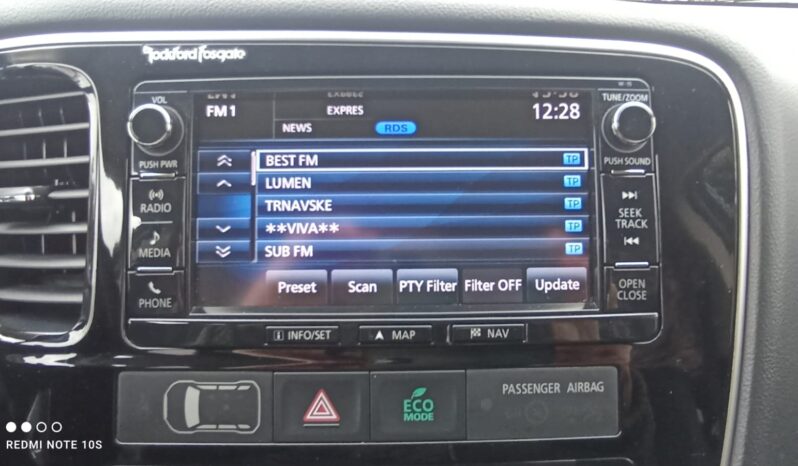 Rockford Fosgate
VOL
PUSH PWR
RADIO
MEDIA
PHONE
FM1
EXPRES
12:28
NEWS
RDS
BEST FM TP
LUMEN TP
TRNAVSKE TP
**VIVA** TP
SUB FM TP
Preset Scan PTY Filter Filter OFF Update
TUNE/ZOOM
PUSH SOUND
SEEK
TRACK
OPEN
CLOSE
INFO/SET
MAP
NAV
ECO
MODE
PASSENGER AIRBAG
REDMI NOTE 10S